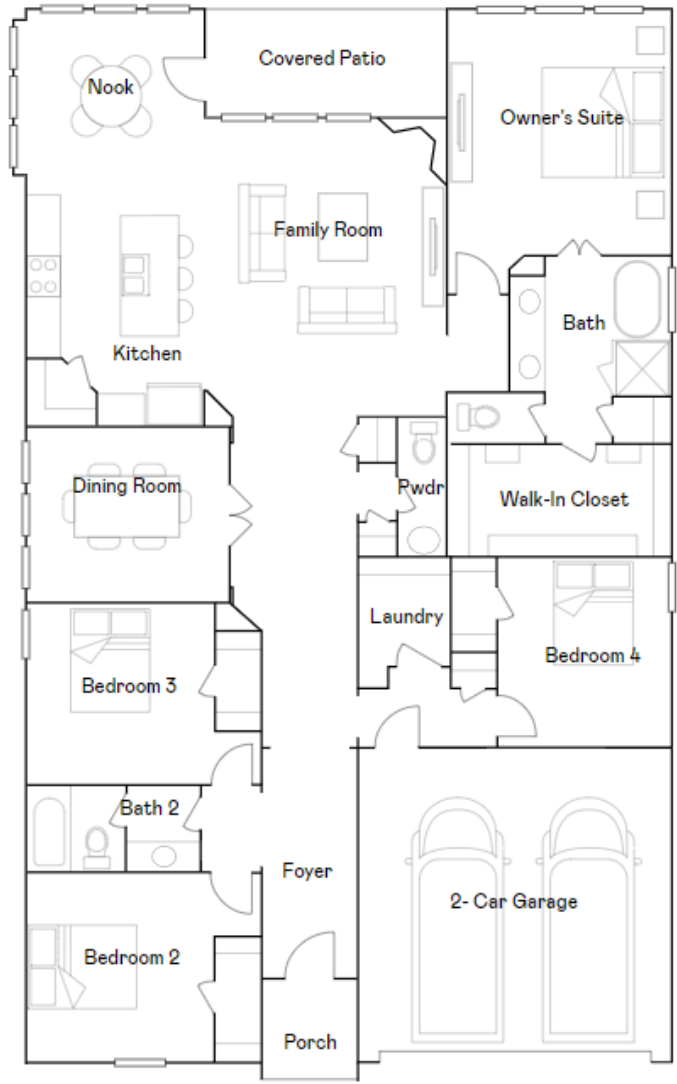 Covered Patio
Nook
Owner's Suite
Family Room
Bath
Kitchen
Dining Room
Pwdr
Walk-In Closet
Laundry
Bedroom 4
Bedroom 3
Bath 2
Foyer
2- Car Garage
Bedroom 2
Porch